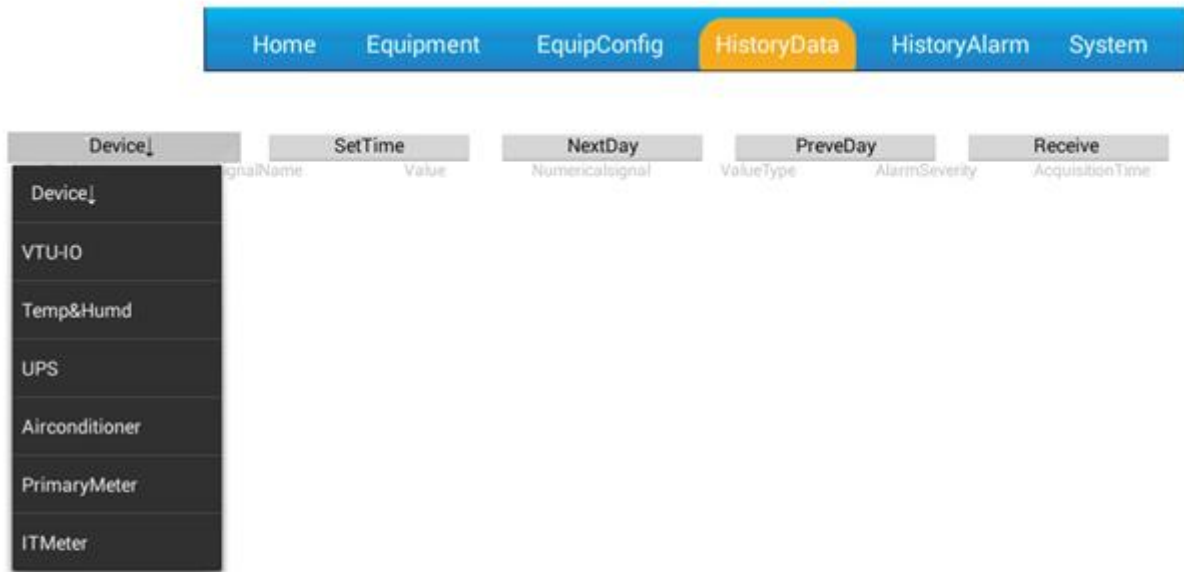 Home Equipment EquipConfig HistoryData HistoryAlarm System
Device↓ SetTime NextDay PreveDay Receive
ignalName Value Numericalsignal ValueType AlarmSeverity AcquisitionTime
Device↓
VTU-IO
Temp&Humd
UPS
Airconditioner
PrimaryMeter
ITMeter